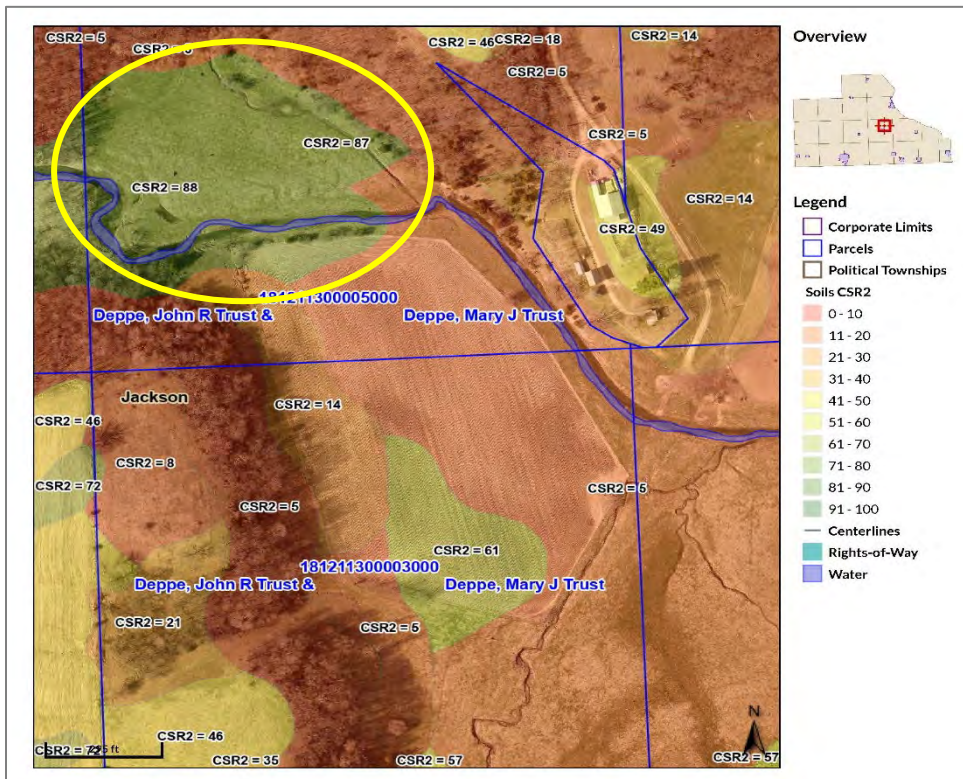 CSR2 = 5
CSR2 = 46
CSR2 = 18
CSR2 = 14
CSR2 = 5
CSR2 = 5
CSR2 = 87
CSR2 = 88
CSR2 = 14
CSR2 = 49
181211300005000
Deppe, John R Trust &
Deppe, Mary J Trust
Jackson
CSR2 = 14
CSR2 = 46
CSR2 = 8
CSR2 = 72
CSR2 = 5
CSR2 = 5
CSR2 = 61
181211300003000
Deppe, John R Trust &
Deppe, Mary J Trust
CSR2 = 21
CSR2 = 5
CSR2 = 46
CSR2 = 35
CSR2 = 57
CSR2 = 57
N
Overview
Legend
Corporate Limits
Parcels
Political Townships
Soils CSR2
0 - 10
11 - 20
21 - 30
31 - 40
41 - 50
51 - 60
61 - 70
71 - 80
81 - 90
91 - 100
Centerlines
Rights-of-Way
Water